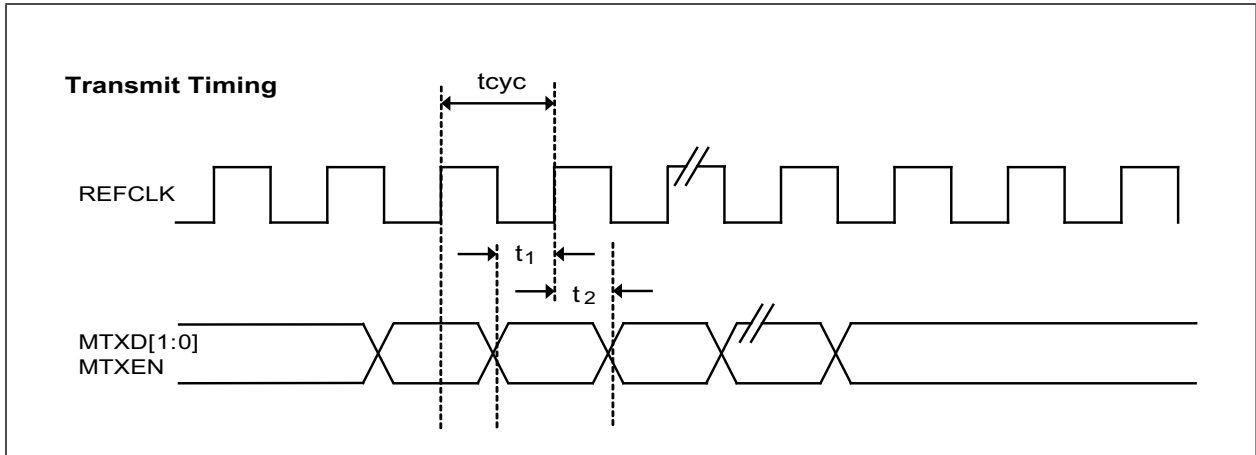 Transmit Timing
tcyc
REFCLK
t1
t2
MTXD[1:0]
MTXEN